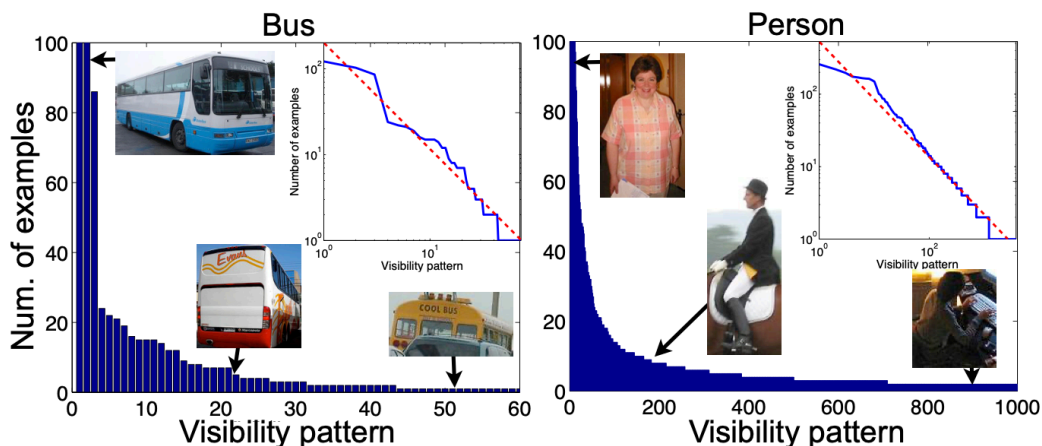 Bus
Num. of examples
100
80
60
40
20
0
0 10 20 30 40 50 60
Visibility pattern
Number of examples
10²
10¹
10⁰
10⁰ 10¹
Visibility pattern
Evans
COOL BUS
Person
100
80
60
40
20
0
0 200 400 600 800 1000
Visibility pattern
Number of examples
10²
10¹
10⁰
10⁰ 10²
Visibility pattern